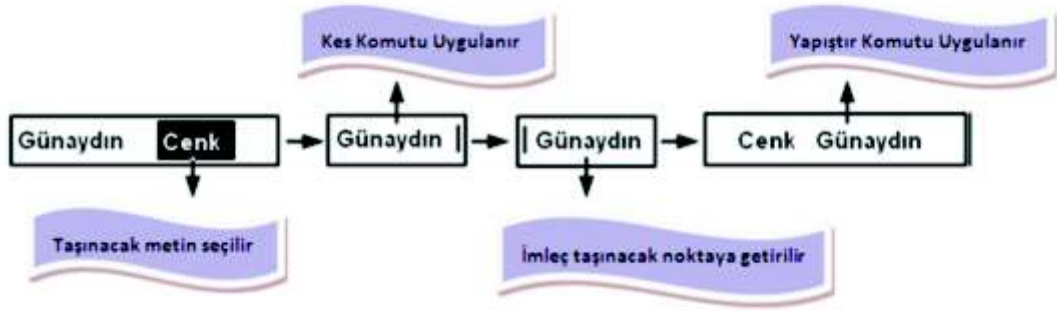 Kes Komutu Uygulanır
Yapıştır Komutu Uygulanır
Günaydın Cenk
Günaydın
Günaydın
Cenk Günaydın
Taşınacak metin seçilir
İmleç taşınacak noktaya getirilir